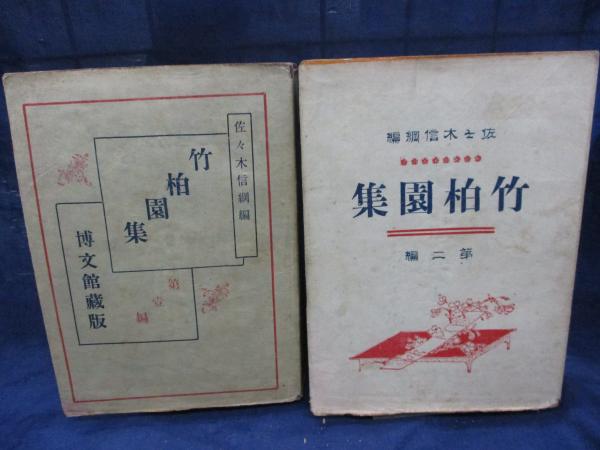 佐々木信綱編
竹柏園集
第壹編
博文館藏版
佐々木信綱編
竹柏園集
第二編